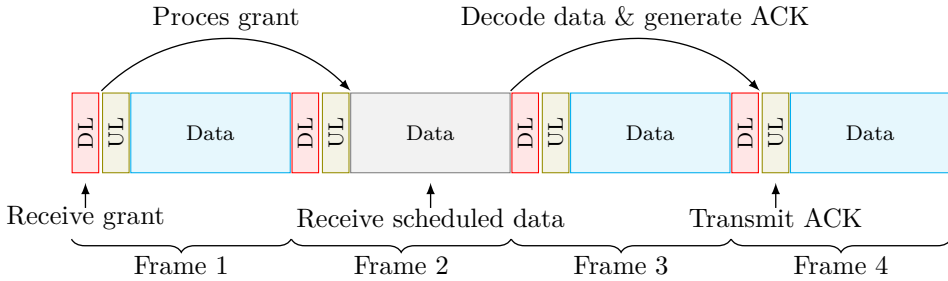 Proces grant
Decode data & generate ACK
DL UL Data DL UL Data DL UL Data DL UL Data
Receive grant
Receive scheduled data
Transmit ACK
Frame 1
Frame 2
Frame 3
Frame 4